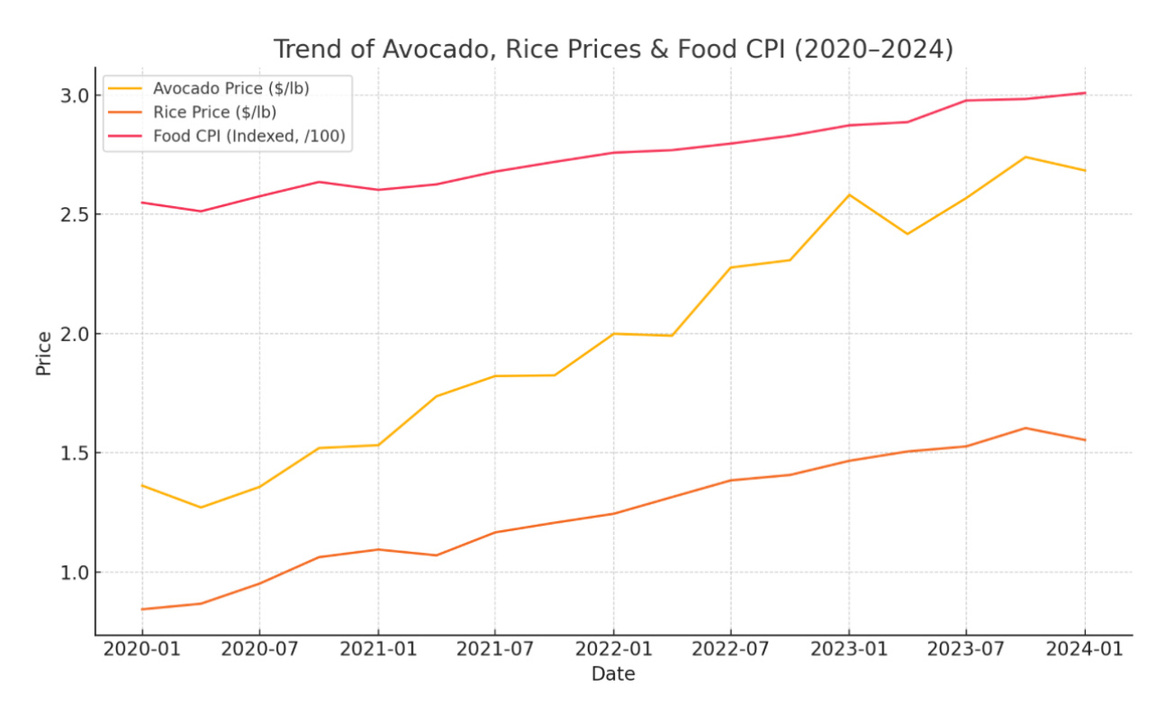 Trend of Avocado, Rice Prices & Food CPI (2020–2024)
Avocado Price ($/lb)
Rice Price ($/lb)
Food CPI (Indexed, /100)
Price
3.0
2.5
2.0
1.5
1.0
2020-01 2020-07 2021-01 2021-07 2022-01 2022-07 2023-01 2023-07 2024-01
Date